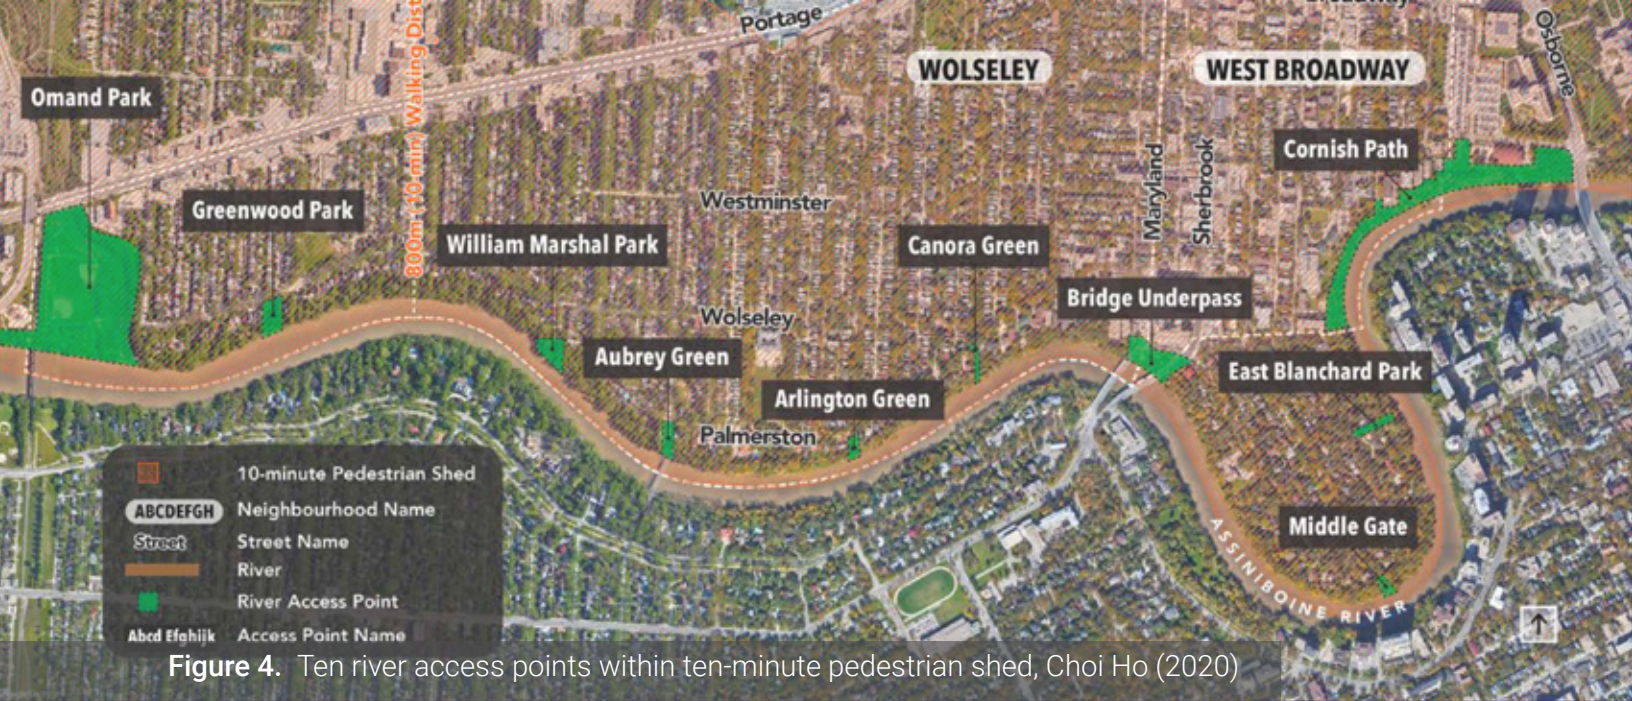 Portage
Osborne
WOLSELEY
WEST BROADWAY
Omand Park
800m (10 min) Walking Dist
Cornish Path
Maryland
Sherbrook
Westminster
Greenwood Park
William Marshal Park
Canora Green
Bridge Underpass
Wolseley
Aubrey Green
East Blanchard Park
Arlington Green
Palmerston
Middle Gate
ASSINIBOINE RIVER
10-minute Pedestrian Shed
ABCDEFGH Neighbourhood Name
Street Street Name
River
River Access Point
Abcd Efghijk Access Point Name
Figure 4. Ten river access points within ten-minute pedestrian shed, Choi Ho (2020)